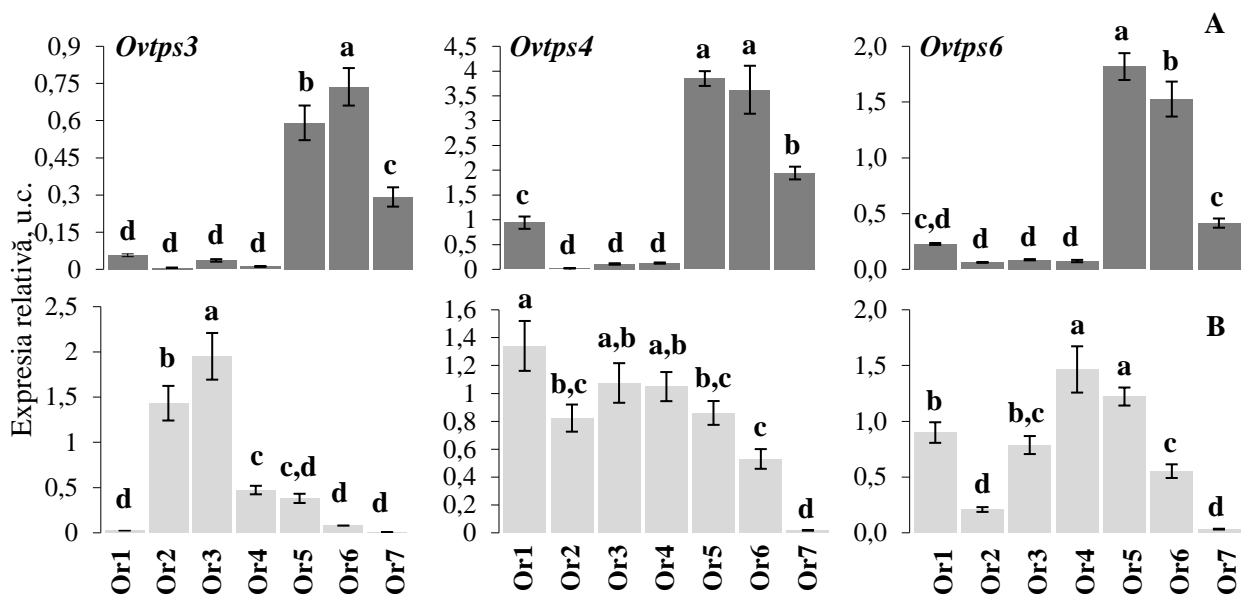 Expresia relativă, u.c.
A
Ovtps3
0,9
0,75
0,6
0,45
0,3
0,15
0
d
d
d
d
b
a
c
Ovtps4
4,5
4
3,5
3
2,5
2
1,5
1
0,5
0
c
d
d
d
a
a
b
Ovtps6
2,0
1,5
1,0
0,5
0,0
c,d
d
d
d
a
b
c
B
2,5
2
1,5
1
0,5
0
d
b
a
c
c,d
d
d
Or1 Or2 Or3 Or4 Or5 Or6 Or7
1,6
1,4
1,2
1
0,8
0,6
0,4
0,2
0
a
b,c
a,b
a,b
b,c
c
d
Or1 Or2 Or3 Or4 Or5 Or6 Or7
2,0
1,5
1,0
0,5
0,0
b
d
b,c
a
a
c
d
Or1 Or2 Or3 Or4 Or5 Or6 Or7